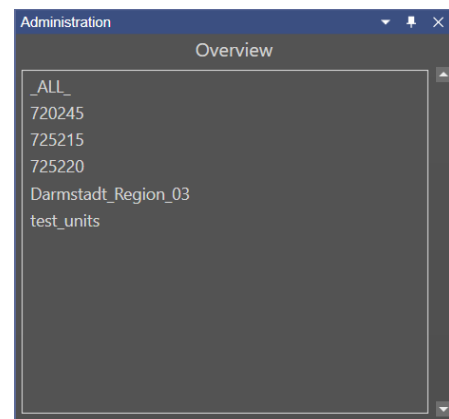 Administration
Overview
_ALL_
720245
725215
725220
Darmstadt_Region_03
test_units